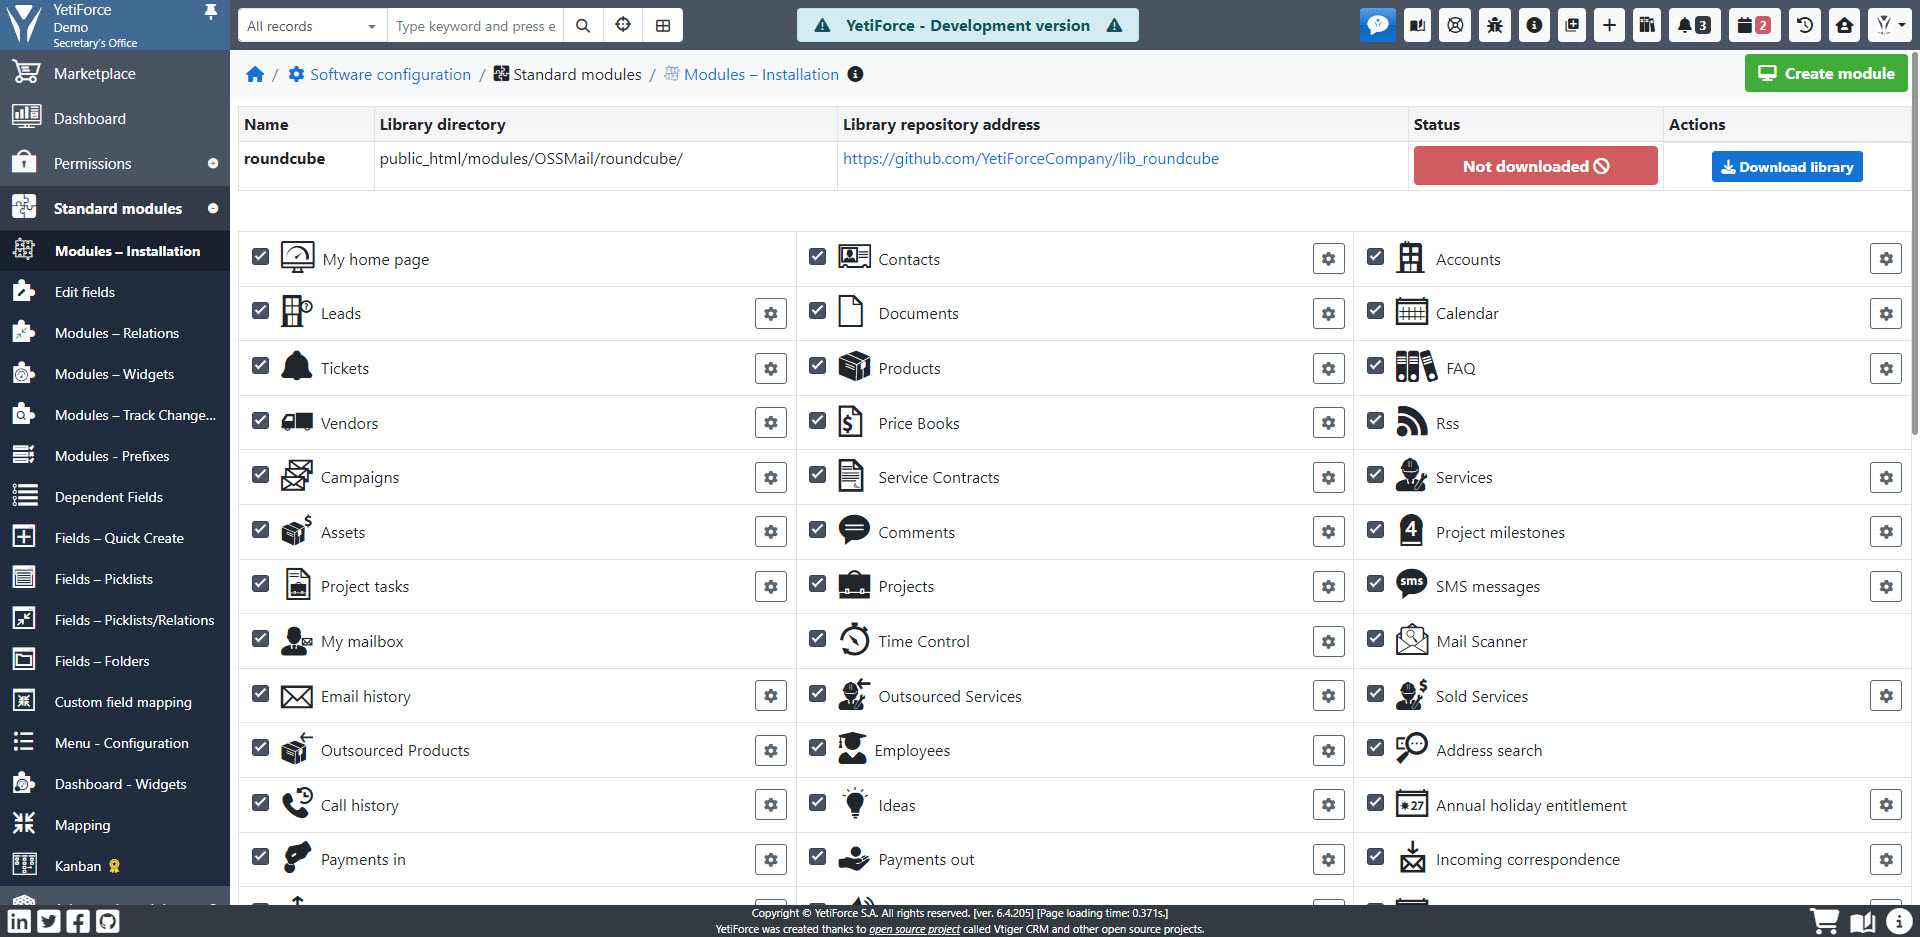 YetiForce
Demo
Secretary's Office
All records
Type keyword and press e
YetiForce - Development version
3
2
Marketplace
Dashboard
Permissions
Standard modules
Modules – Installation
Edit fields
Modules – Relations
Modules – Widgets
Modules – Track Change...
Modules - Prefixes
Dependent Fields
Fields – Quick Create
Fields – Picklists
Fields – Picklists/Relations
Fields – Folders
Custom field mapping
Menu - Configuration
Dashboard - Widgets
Mapping
Kanban
/ Software configuration / Standard modules / Modules – Installation
Create module
Name Library directory Library repository address Status Actions
roundcube public_html/modules/OSSMail/roundcube/ https://github.com/YetiForceCompany/lib_roundcube Not downloaded Download library
My home page Contacts Accounts
Leads Documents Calendar
Tickets Products FAQ
Vendors $ Price Books Rss
Campaigns Service Contracts Services
$ Assets Comments 4 Project milestones
Project tasks Projects sms SMS messages
My mailbox Time Control Mail Scanner
Email history Outsourced Services $ Sold Services
Outsourced Products Employees Address search
Call history Ideas 27 Annual holiday entitlement
Payments in Payments out Incoming correspondence
Copyright © YetiForce S.A. All rights reserved. [ver. 6.4.205] [Page loading time: 0.371s.]
YetiForce was created thanks to open source project called Vtiger CRM and other open source projects.